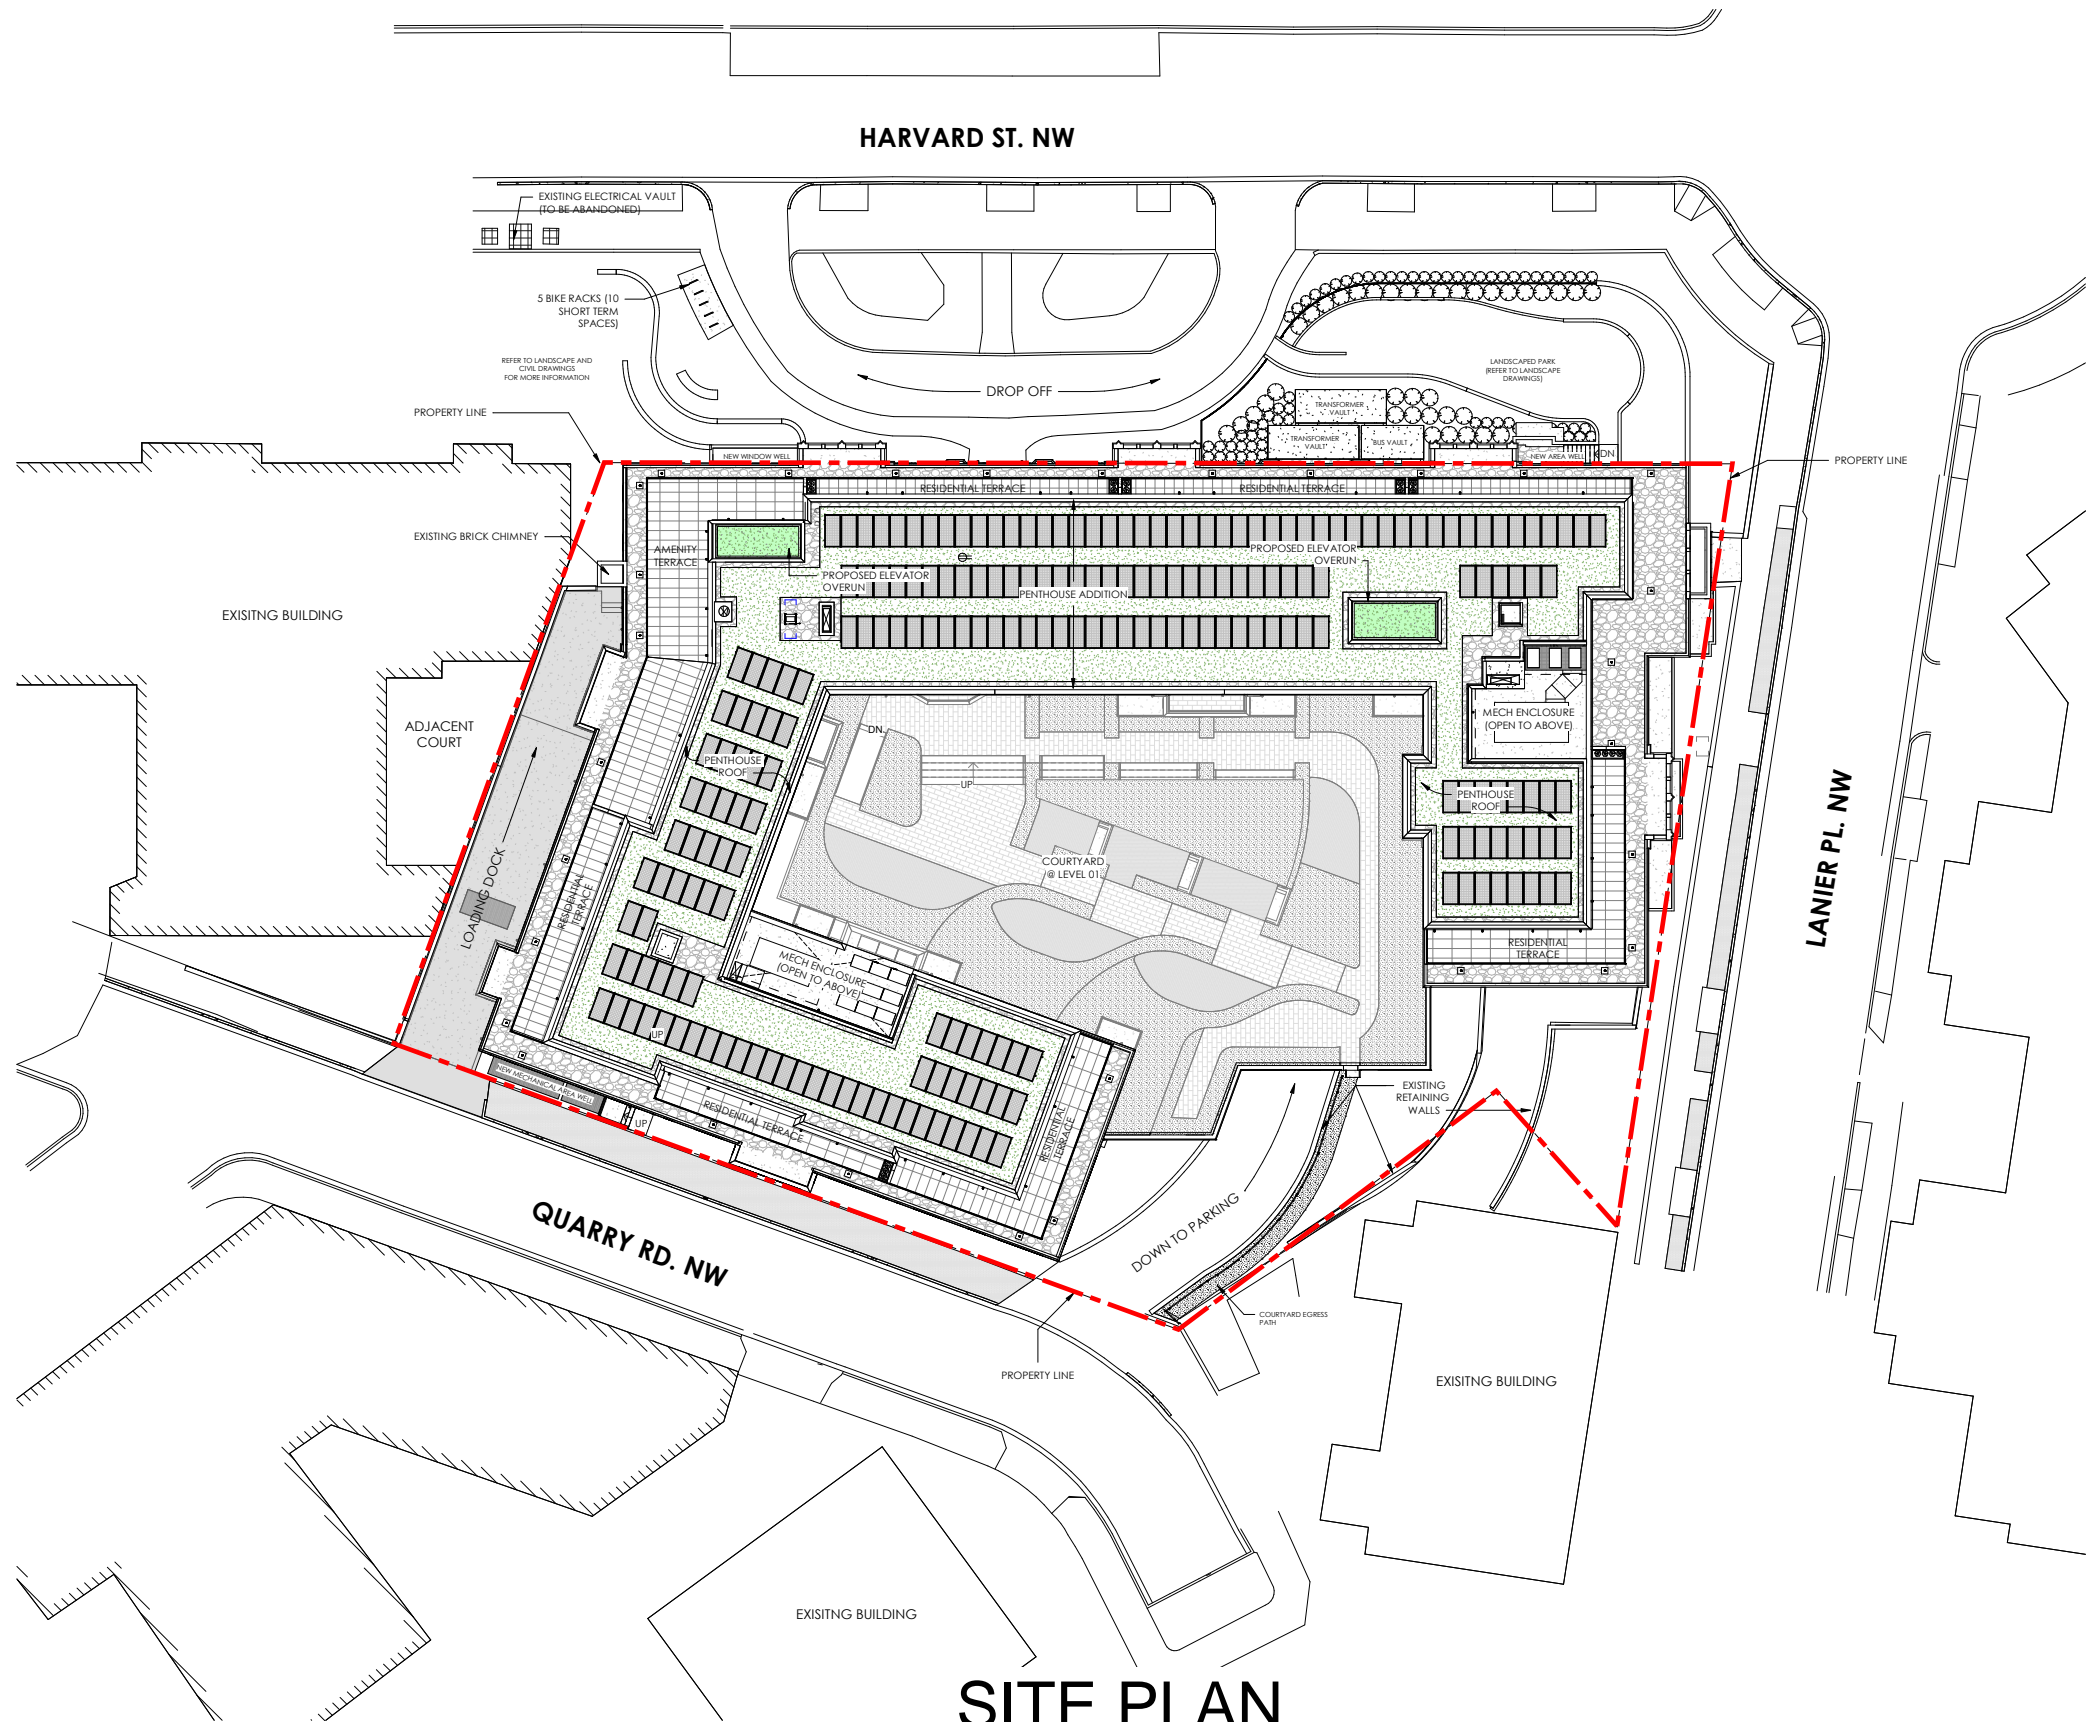 HARVARD ST. NW
EXISTING ELECTRICAL VAULT
(TO BE ABANDONED)
5 BIKE RACKS (10
SHORT TERM
SPACES)
REFER TO LANDSCAPE AND
CIVIL DRAWINGS
FOR MORE INFORMATION
DROP OFF
LANDSCAPED PARK
(REFER TO LANDSCAPE
DRAWINGS)
TRANSFORMER
VAULT
TRANSFORMER
VAULT
BUS VAULT
PROPERTY LINE
NEW WINDOW WELL
NEW AREA WELL
DN
PROPERTY LINE
RESIDENTIAL TERRACE
RESIDENTIAL TERRACE
EXISTING BRICK CHIMNEY
AMENITY
TERRACE
PROPOSED ELEVATOR
OVERUN
PROPOSED ELEVATOR
OVERUN
PENTHOUSE ADDITION
EXISITNG BUILDING
ADJACENT
COURT
MECH ENCLOSURE
(OPEN TO ABOVE)
DN
PENTHOUSE
ROOF
UP
PENTHOUSE
ROOF
LOADING DOCK
RESIDENTIAL
TERRACE
COURTYARD
@ LEVEL 01
LANIER PL. NW
MECH ENCLOSURE
(OPEN TO ABOVE)
RESIDENTIAL
TERRACE
UP
NEW MECHANICAL AREA WELL
UP
RESIDENTIAL TERRACE
RESIDENTIAL
TERRACE
EXISTING
RETAINING
WALLS
QUARRY RD. NW
DOWN TO PARKING
COURTYARD EGRESS
PATH
PROPERTY LINE
EXISITNG BUILDING
EXISITNG BUILDING
SITE PLAN